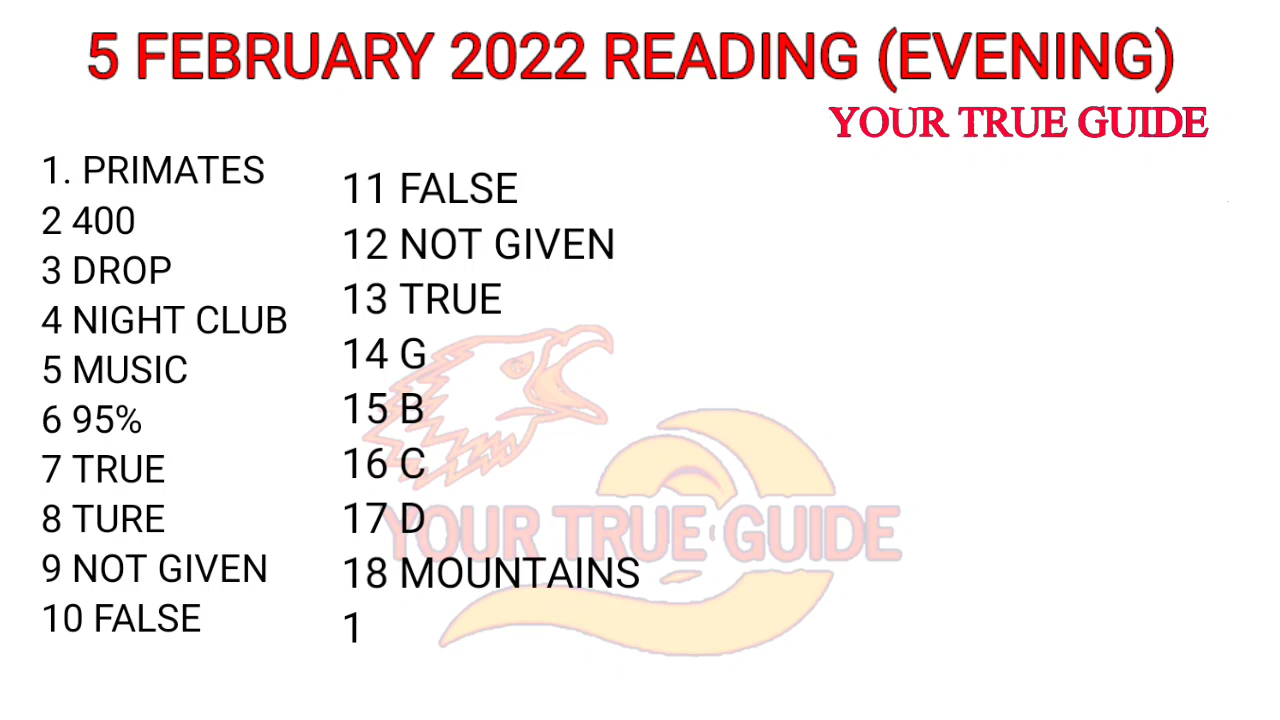 5 FEBRUARY 2022 READING (EVENING)
YOUR TRUE GUIDE
1. PRIMATES
2 400
3 DROP
4 NIGHT CLUB
5 MUSIC
6 95%
7 TRUE
8 TURE
9 NOT GIVEN
10 FALSE
11 FALSE
12 NOT GIVEN
13 TRUE
14 G
15 B
16 C
17 D
18 MOUNTAINS
1
YOUR TRUE GUIDE